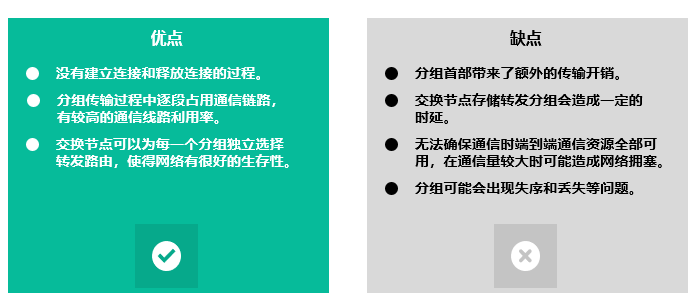 优点
没有建立连接和释放连接的过程。
分组传输过程中逐段占用通信链路，
有较高的通信线路利用率。
交换节点可以为每一个分组独立选择
转发路由，使得网络有很好的生存性。
缺点
分组首部带来了额外的传输开销。
交换节点存储转发分组会造成一定的
时延。
无法确保通信时端到端通信资源全部可
用，在通信量较大时可能造成网络拥塞。
分组可能会出现失序和丢失等问题。